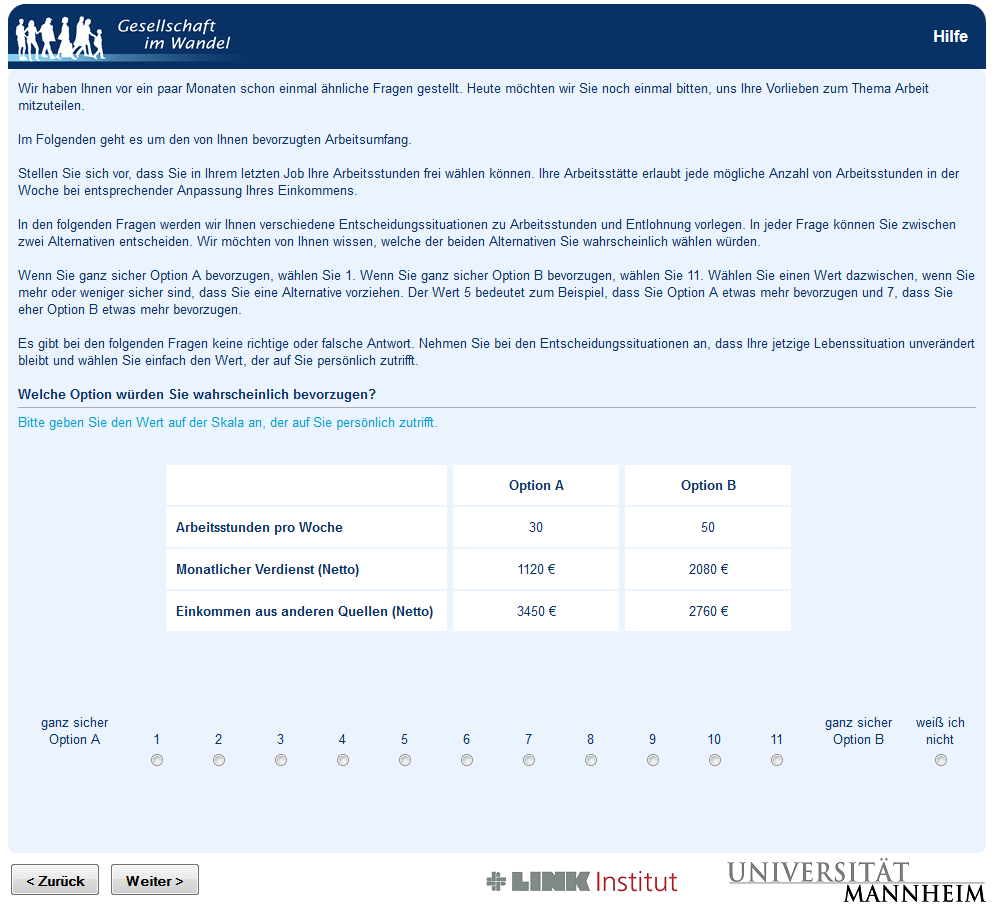 Gesellschaft
im Wandel
Hilfe
Wir haben Ihnen vor ein paar Monaten schon einmal ähnliche Fragen gestellt. Heute möchten wir Sie noch einmal bitten, uns Ihre Vorlieben zum Thema Arbeit
mitzuteilen.
Im Folgenden geht es um den von Ihnen bevorzugten Arbeitsumfang.
Stellen Sie sich vor, dass Sie in Ihrem letzten Job Ihre Arbeitsstunden frei wählen können. Ihre Arbeitsstätte erlaubt jede mögliche Anzahl von Arbeitsstunden in der
Woche bei entsprechender Anpassung Ihres Einkommens.
In den folgenden Fragen werden wir Ihnen verschiedene Entscheidungssituationen zu Arbeitsstunden und Entlohnung vorlegen. In jeder Frage können Sie zwischen
zwei Alternativen entscheiden. Wir möchten von Ihnen wissen, welche der beiden Alternativen Sie wahrscheinlich wählen würden.
Wenn Sie ganz sicher Option A bevorzugen, wählen Sie 1. Wenn Sie ganz sicher Option B bevorzugen, wählen Sie 11. Wählen Sie einen Wert dazwischen, wenn Sie
mehr oder weniger sicher sind, dass Sie eine Alternative vorziehen. Der Wert 5 bedeutet zum Beispiel, dass Sie Option A etwas mehr bevorzugen und 7, dass Sie
eher Option B etwas mehr bevorzugen.
Es gibt bei den folgenden Fragen keine richtige oder falsche Antwort. Nehmen Sie bei den Entscheidungssituationen an, dass Ihre jetzige Lebenssituation unverändert
bleibt und wählen Sie einfach den Wert, der auf Sie persönlich zutrifft.
Welche Option würden Sie wahrscheinlich bevorzugen?
Bitte geben Sie den Wert auf der Skala an, der auf Sie persönlich zutrifft.
Option A Option B
Arbeitsstunden pro Woche 30 50
Monatlicher Verdienst (Netto) 1120 € 2080 €
Einkommen aus anderen Quellen (Netto) 3450 € 2760 €
ganz sicher ganz sicher weiß ich
Option A 1 2 3 4 5 6 7 8 9 10 11 Option B nicht
< Zurück Weiter >
LINK Institut
UNIVERSITÄT
MANNHEIM